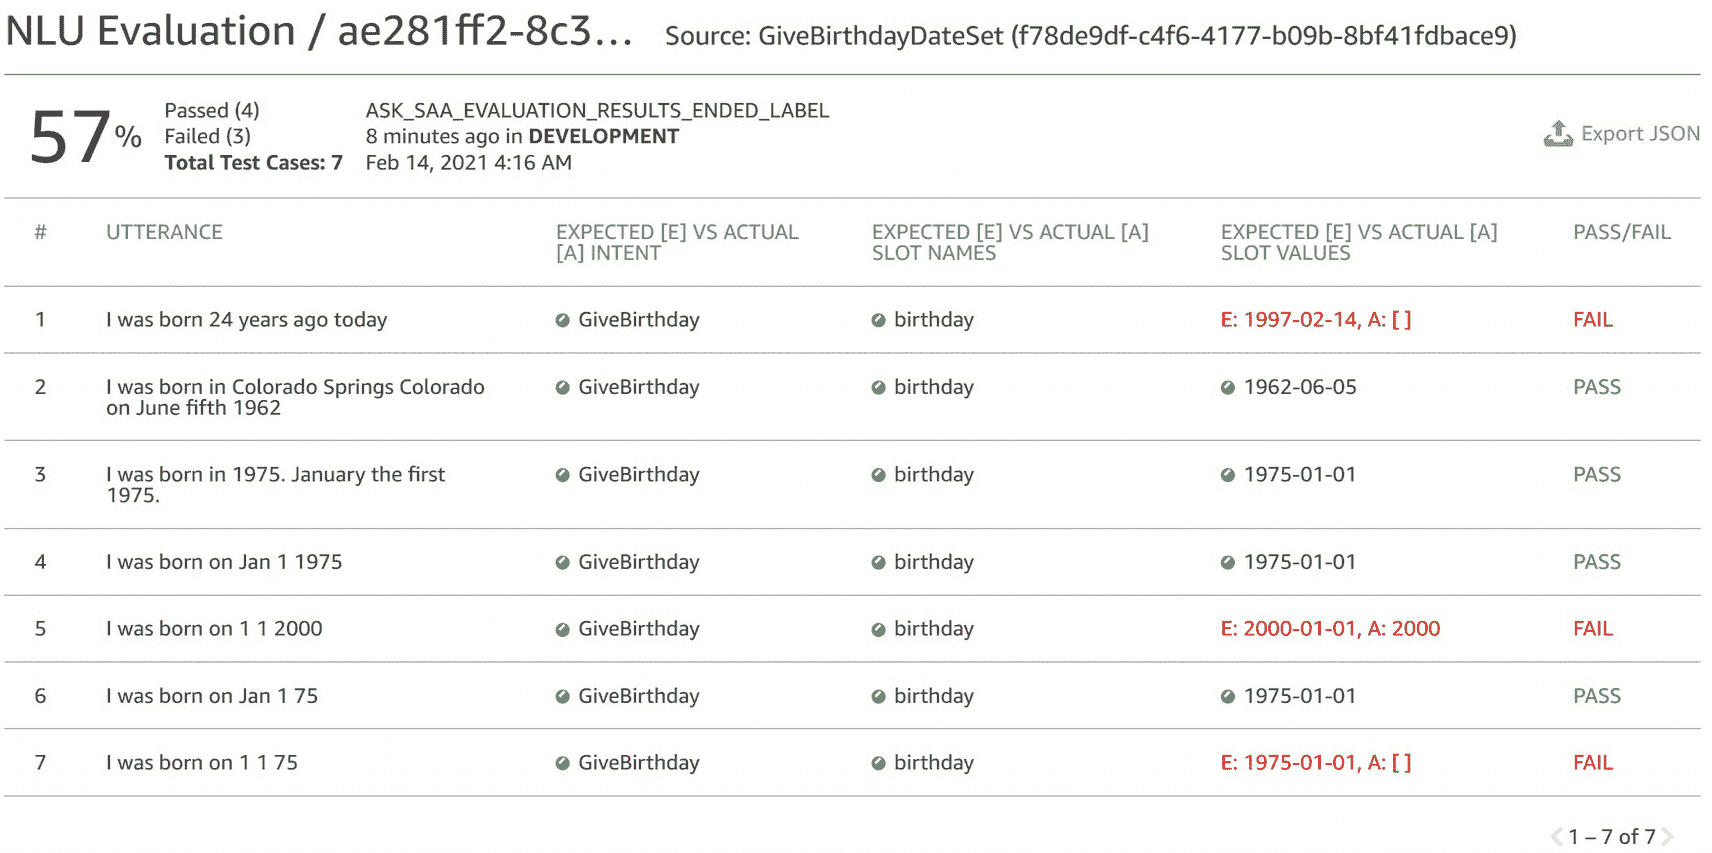 NLU Evaluation / ae281ff2-8c3... Source: GiveBirthdayDateSet (f78de9df-c4f6-4177-b09b-8bf41fdbace9)
57%
Passed (4)
Failed (3)
Total Test Cases: 7
ASK_SAA_EVALUATION_RESULTS_ENDED_LABEL
8 minutes ago in DEVELOPMENT
Feb 14, 2021 4:16 AM
Export JSON
# UTTERANCE EXPECTED [E] VS ACTUAL EXPECTED [E] VS ACTUAL [A] EXPECTED [E] VS ACTUAL [A] PASS/FAIL
[A] INTENT SLOT NAMES SLOT VALUES
1 I was born 24 years ago today GiveBirthday birthday E: 1997-02-14, A: [ ] FAIL
2 I was born in Colorado Springs Colorado GiveBirthday birthday 1962-06-05 PASS
on June fifth 1962
3 I was born in 1975. January the first GiveBirthday birthday 1975-01-01 PASS
1975.
4 I was born on Jan 1 1975 GiveBirthday birthday 1975-01-01 PASS
5 I was born on 1 1 2000 GiveBirthday birthday E: 2000-01-01, A: 2000 FAIL
6 I was born on Jan 1 75 GiveBirthday birthday 1975-01-01 PASS
7 I was born on 1 1 75 GiveBirthday birthday E: 1975-01-01, A: [ ] FAIL
1 – 7 of 7